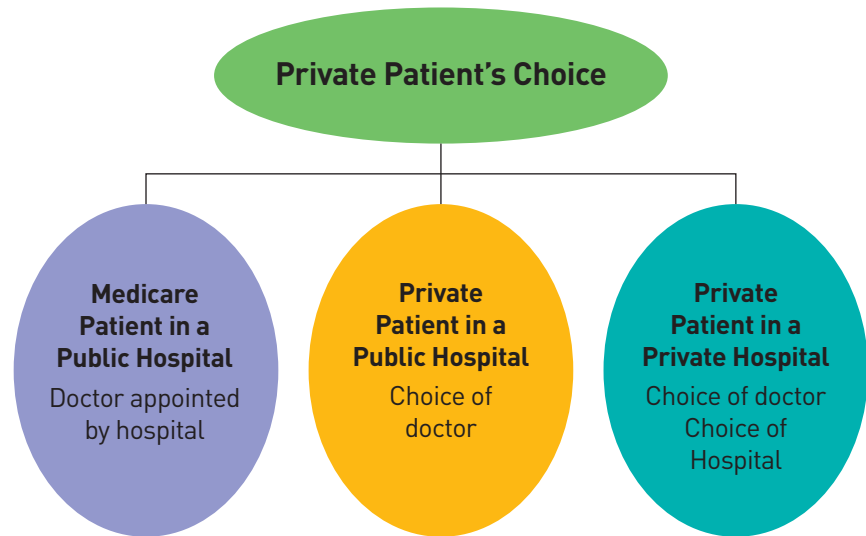 Private Patient’s Choice
Medicare
Patient in a
Public Hospital
Doctor appointed
by hospital
Private
Patient in a
Public Hospital
Choice of
doctor
Private
Patient in a
Private Hospital
Choice of doctor
Choice of
Hospital